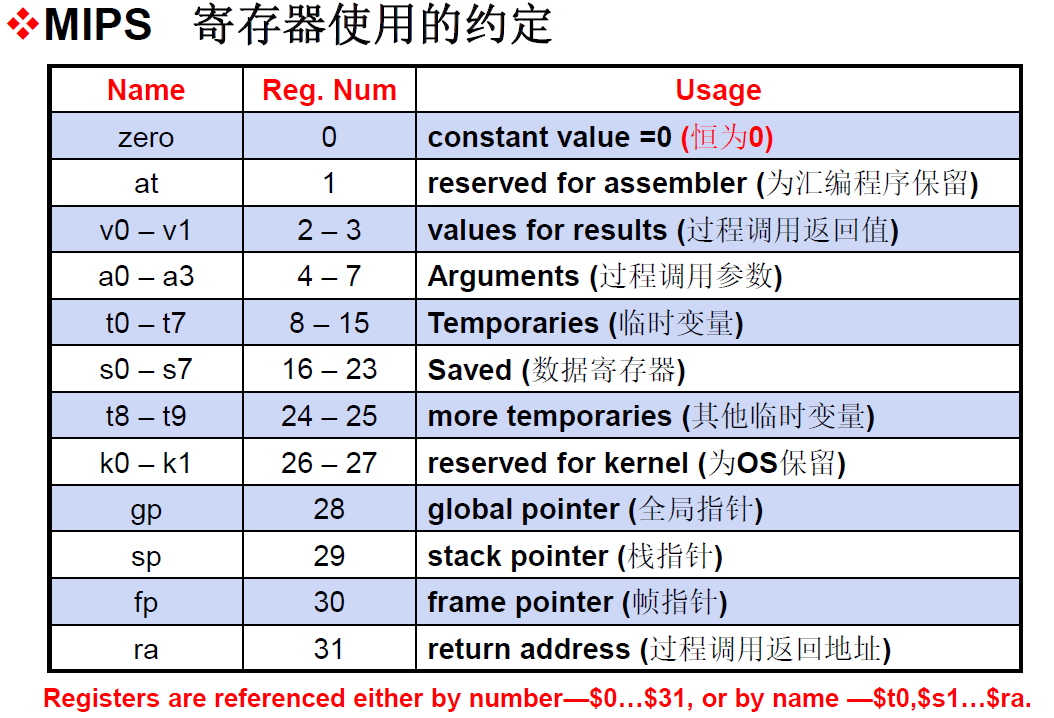 ❖MIPS 寄存器使用的约定
Name Reg. Num Usage
zero 0 constant value =0 (恒为0)
at 1 reserved for assembler (为汇编程序保留)
v0 – v1 2 – 3 values for results (过程调用返回值)
a0 – a3 4 – 7 Arguments (过程调用参数)
t0 – t7 8 – 15 Temporaries (临时变量)
s0 – s7 16 – 23 Saved (数据寄存器)
t8 – t9 24 – 25 more temporaries (其他临时变量)
k0 – k1 26 – 27 reserved for kernel (为OS保留)
gp 28 global pointer (全局指针)
sp 29 stack pointer (栈指针)
fp 30 frame pointer (帧指针)
ra 31 return address (过程调用返回地址)
Registers are referenced either by number—$0…$31, or by name —$t0,$s1…$ra.